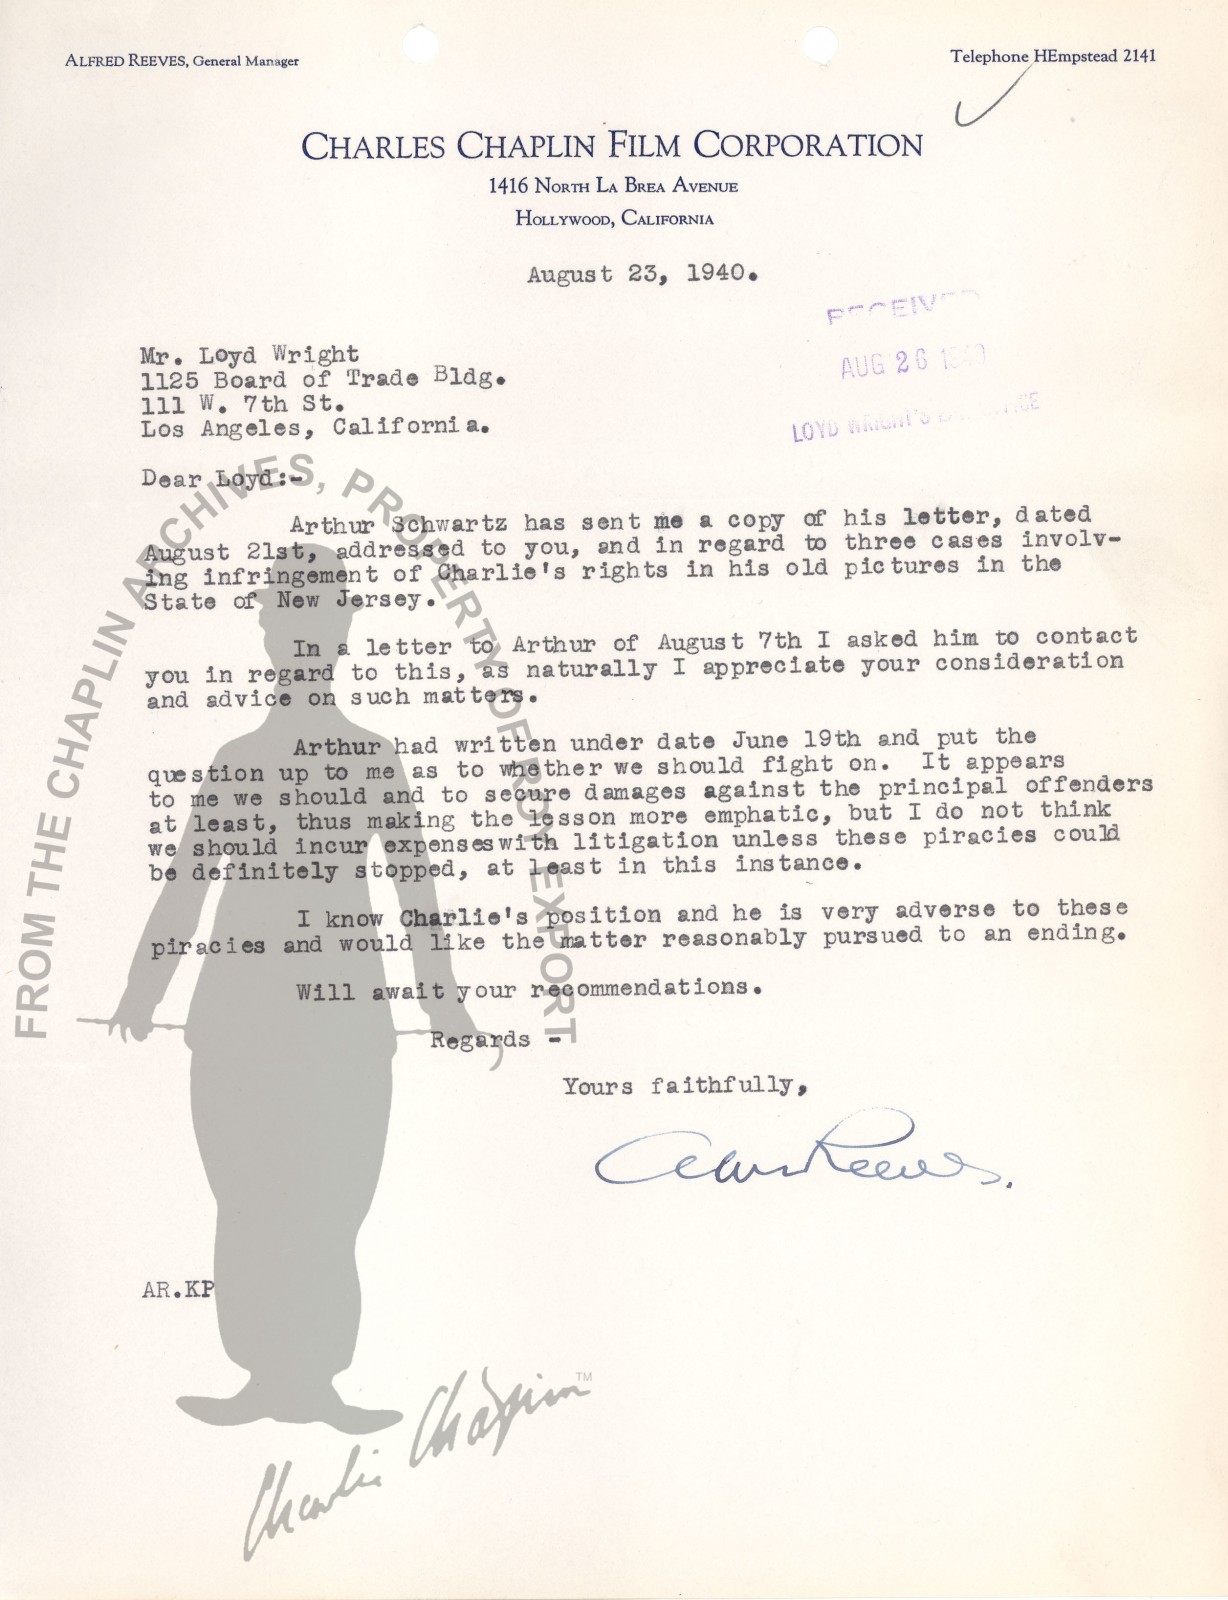 ALFRED REEVES, General Manager
Telephone HEmpstead 2141
CHARLES CHAPLIN FILM CORPORATION
1416 NORTH LA BREA AVENUE
HOLLYWOOD, CALIFORNIA
August 23, 1940.
AUG 26
LOYD WRIGHT'S
Mr. Loyd Wright
1125 Board of Trade Bldg.
111 W. 7th St.
Los Angeles, California.
Dear Loyd:-
Arthur Schwartz has sent me a copy of his letter, dated
August 21st, addressed to you, and in regard to three cases involv-
ing infringement of Charlie's rights in his old pictures in the
State of New Jersey.
In a letter to Arthur of August 7th I asked him to contact
you in regard to this, as naturally I appreciate your consideration
and advice on such matters.
Arthur had written under date June 19th and put the
question up to me as to whether we should fight on. It appears
to me we should and to secure damages against the principal offenders
at least, thus making the lesson more emphatic, but I do not think
we should incur expenseswith litigation unless these piracies could
be definitely stopped, at least in this instance.
I know Charlie's position and he is very adverse to these
piracies and would like the matter reasonably pursued to an ending.
Will await your recommendations.
Regards -
Yours faithfully,
Reeves.
AR.KP
FROM THE CHAPLIN ARCHIVES, PROPERTY OF ROY EXPORT
Charlie Chaplin TM